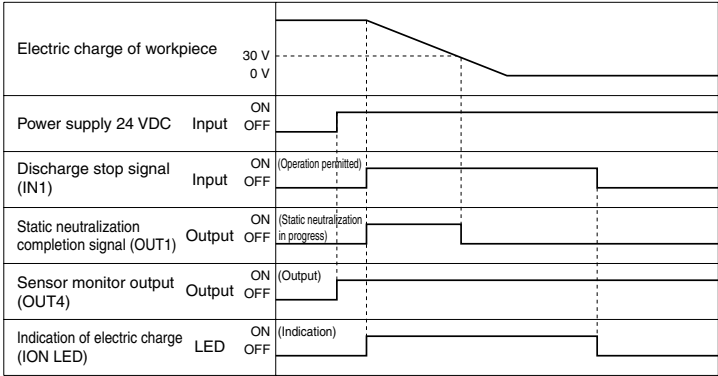 Electric charge of workpiece
30 V
0 V
Power supply 24 VDC Input ON
OFF
Discharge stop signal
(IN1) Input ON
OFF
(Operation permitted)
Static neutralization
completion signal (OUT1) Output ON
OFF
(Static neutralization
in progress)
Sensor monitor output
(OUT4) Output ON
OFF
(Output)
Indication of electric charge
(ION LED) LED ON
OFF
(Indication)